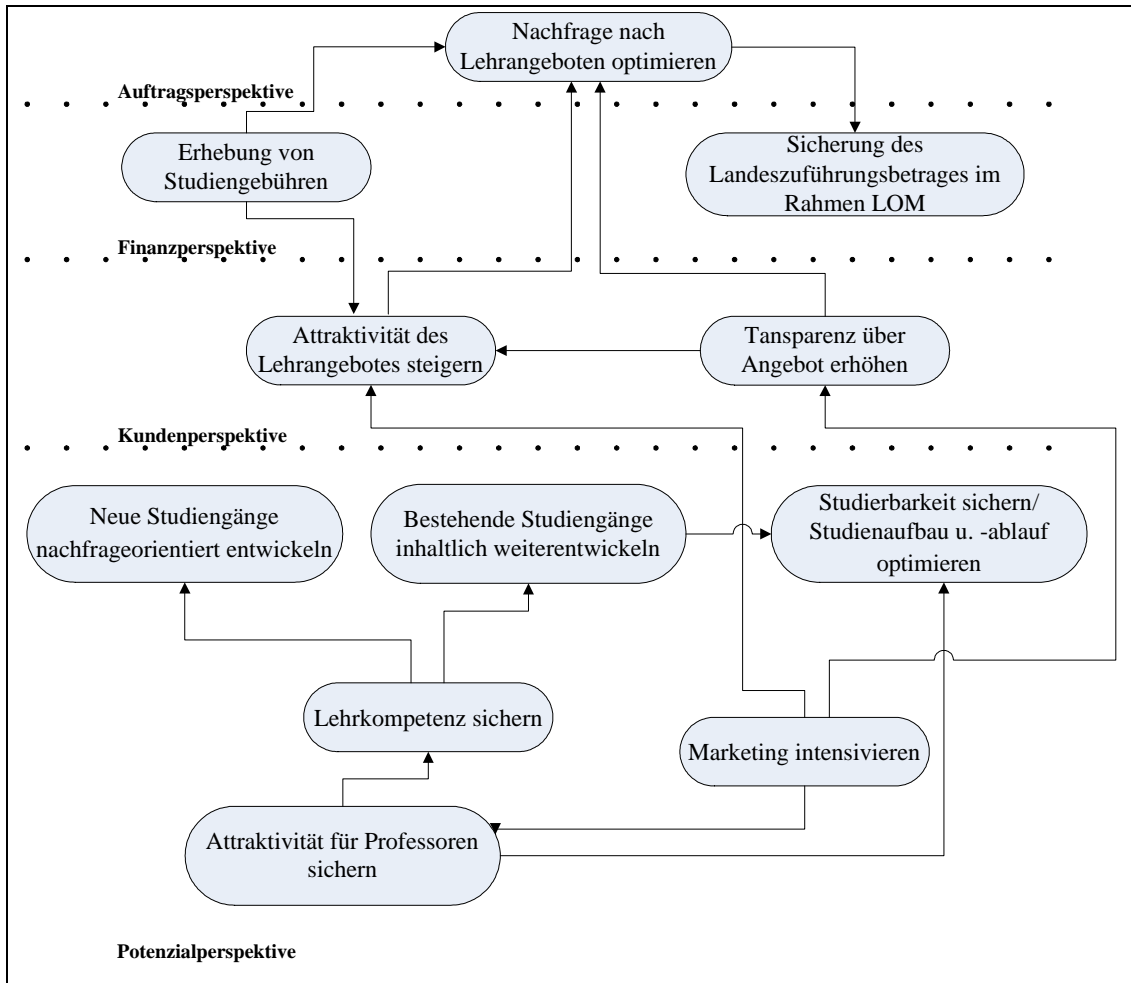 Nachfrage nach
Lehrangeboten optimieren
Auftragsperspektive
Erhebung von
Studiengebühren
Sicherung des
Landeszuführungsbetrages im
Rahmen LOM
Finanzperspektive
Attraktivität des
Lehrangebotes steigern
Tansparenz über
Angebot erhöhen
Kundenperspektive
Neue Studiengänge
nachfrageorientiert entwickeln
Bestehende Studiengänge
inhaltlich weiterentwickeln
Studierbarkeit sichern/
Studienaufbau u. -ablauf
optimieren
Lehrkompetenz sichern
Marketing intensivieren
Attraktivität für Professoren
sichern
Potenzialperspektive